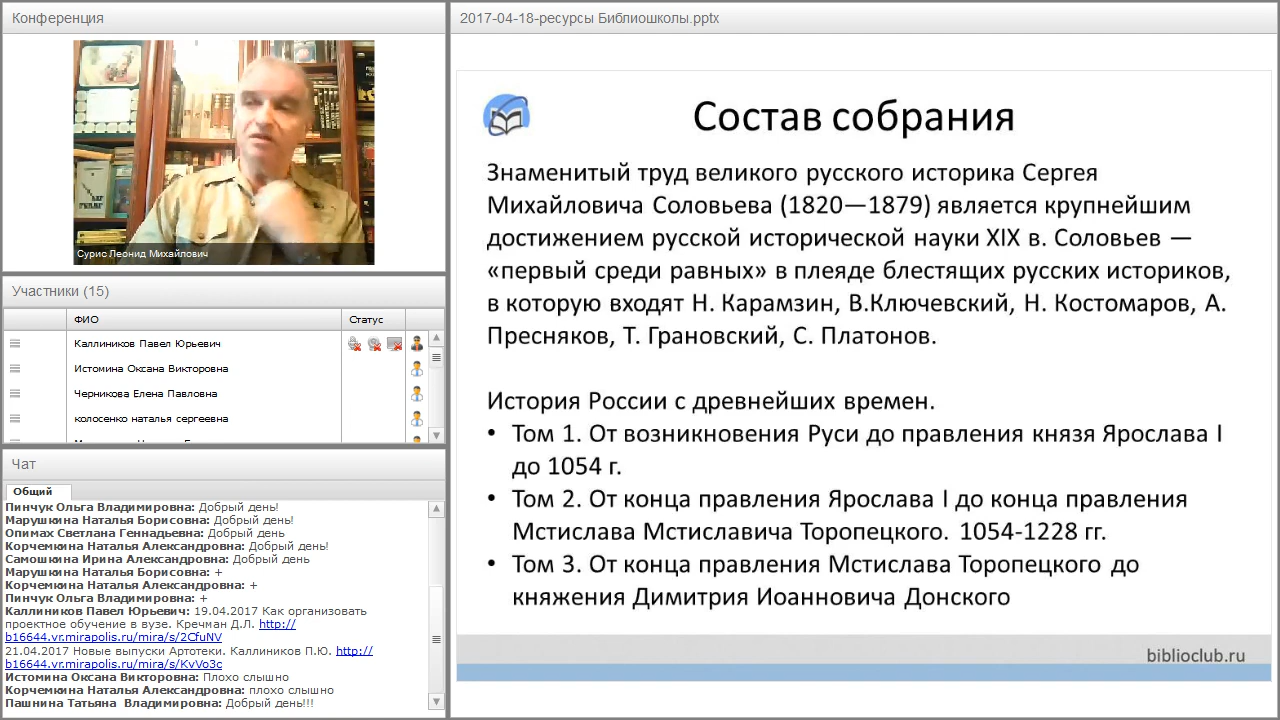 Конференция
Сурис Леонид Михайлович
Участники (15)
ФИО
Статус
Каллиников Павел Юрьевич
Истомина Оксана Викторовна
Черникова Елена Павловна
колосенко наталья сергеевна
Чат
Общий
Пинчук Ольга Владимировна: Добрый день!
Марушкина Наталья Борисовна: Добрый день!
Опимах Светлана Геннадьевна: Добрый день
Корчемкина Наталья Александровна: Добрый день!
Самошкина Ирина Александровна: Добрый день
Марушкина Наталья Борисовна: +
Корчемкина Наталья Александровна: +
Пинчук Ольга Владимировна: +
Каллиников Павел Юрьевич: 19.04.2017 Как организовать
проектное обучение в вузе. Кречман Д.Л. http://
b16644.vr.mirapolis.ru/mira/s/2CfuNV
21.04.2017 Новые выпуски Артотеки. Каллиников П.Ю. http://
b16644.vr.mirapolis.ru/mira/s/KvVo3c
Истомина Оксана Викторовна: Плохо слышно
Корчемкина Наталья Александровна: плохо слышно
Пашнина Татьяна  Владимировна: Добрый день!!!
2017-04-18-ресурсы Библиошколы.pptx
Состав собрания
Знаменитый труд великого русского историка Сергея
Михайловича Соловьева (1820—1879) является крупнейшим
достижением русской исторической науки XIX в. Соловьев —
«первый среди равных» в плеяде блестящих русских историков,
в которую входят Н. Карамзин, В.Ключевский, Н. Костомаров, А.
Пресняков, Т. Грановский, С. Платонов.
История России с древнейших времен.
• Том 1. От возникновения Руси до правления князя Ярослава I
до 1054 г.
• Том 2. От конца правления Ярослава I до конца правления
Мстислава Мстиславича Торопецкого. 1054-1228 гг.
• Том 3. От конца правления Мстислава Торопецкого до
княжения Димитрия Иоанновича Донского
biblioclub.ru